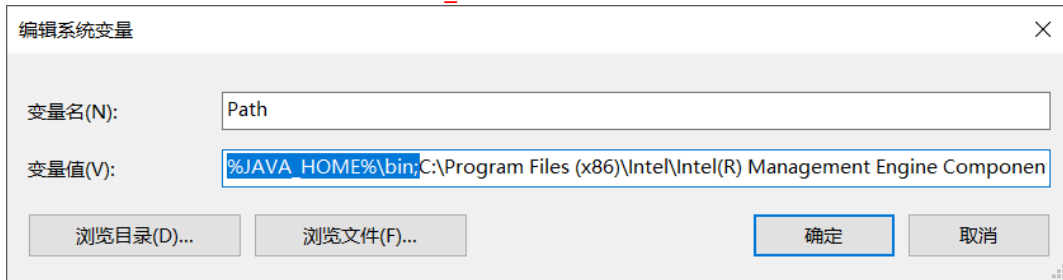 编辑系统变量
变量名(N): Path
变量值(V): %JAVA_HOME%\bin;C:\Program Files (x86)\Intel\Intel(R) Management Engine Componen
浏览目录(D)... 浏览文件(F)... 确定 取消